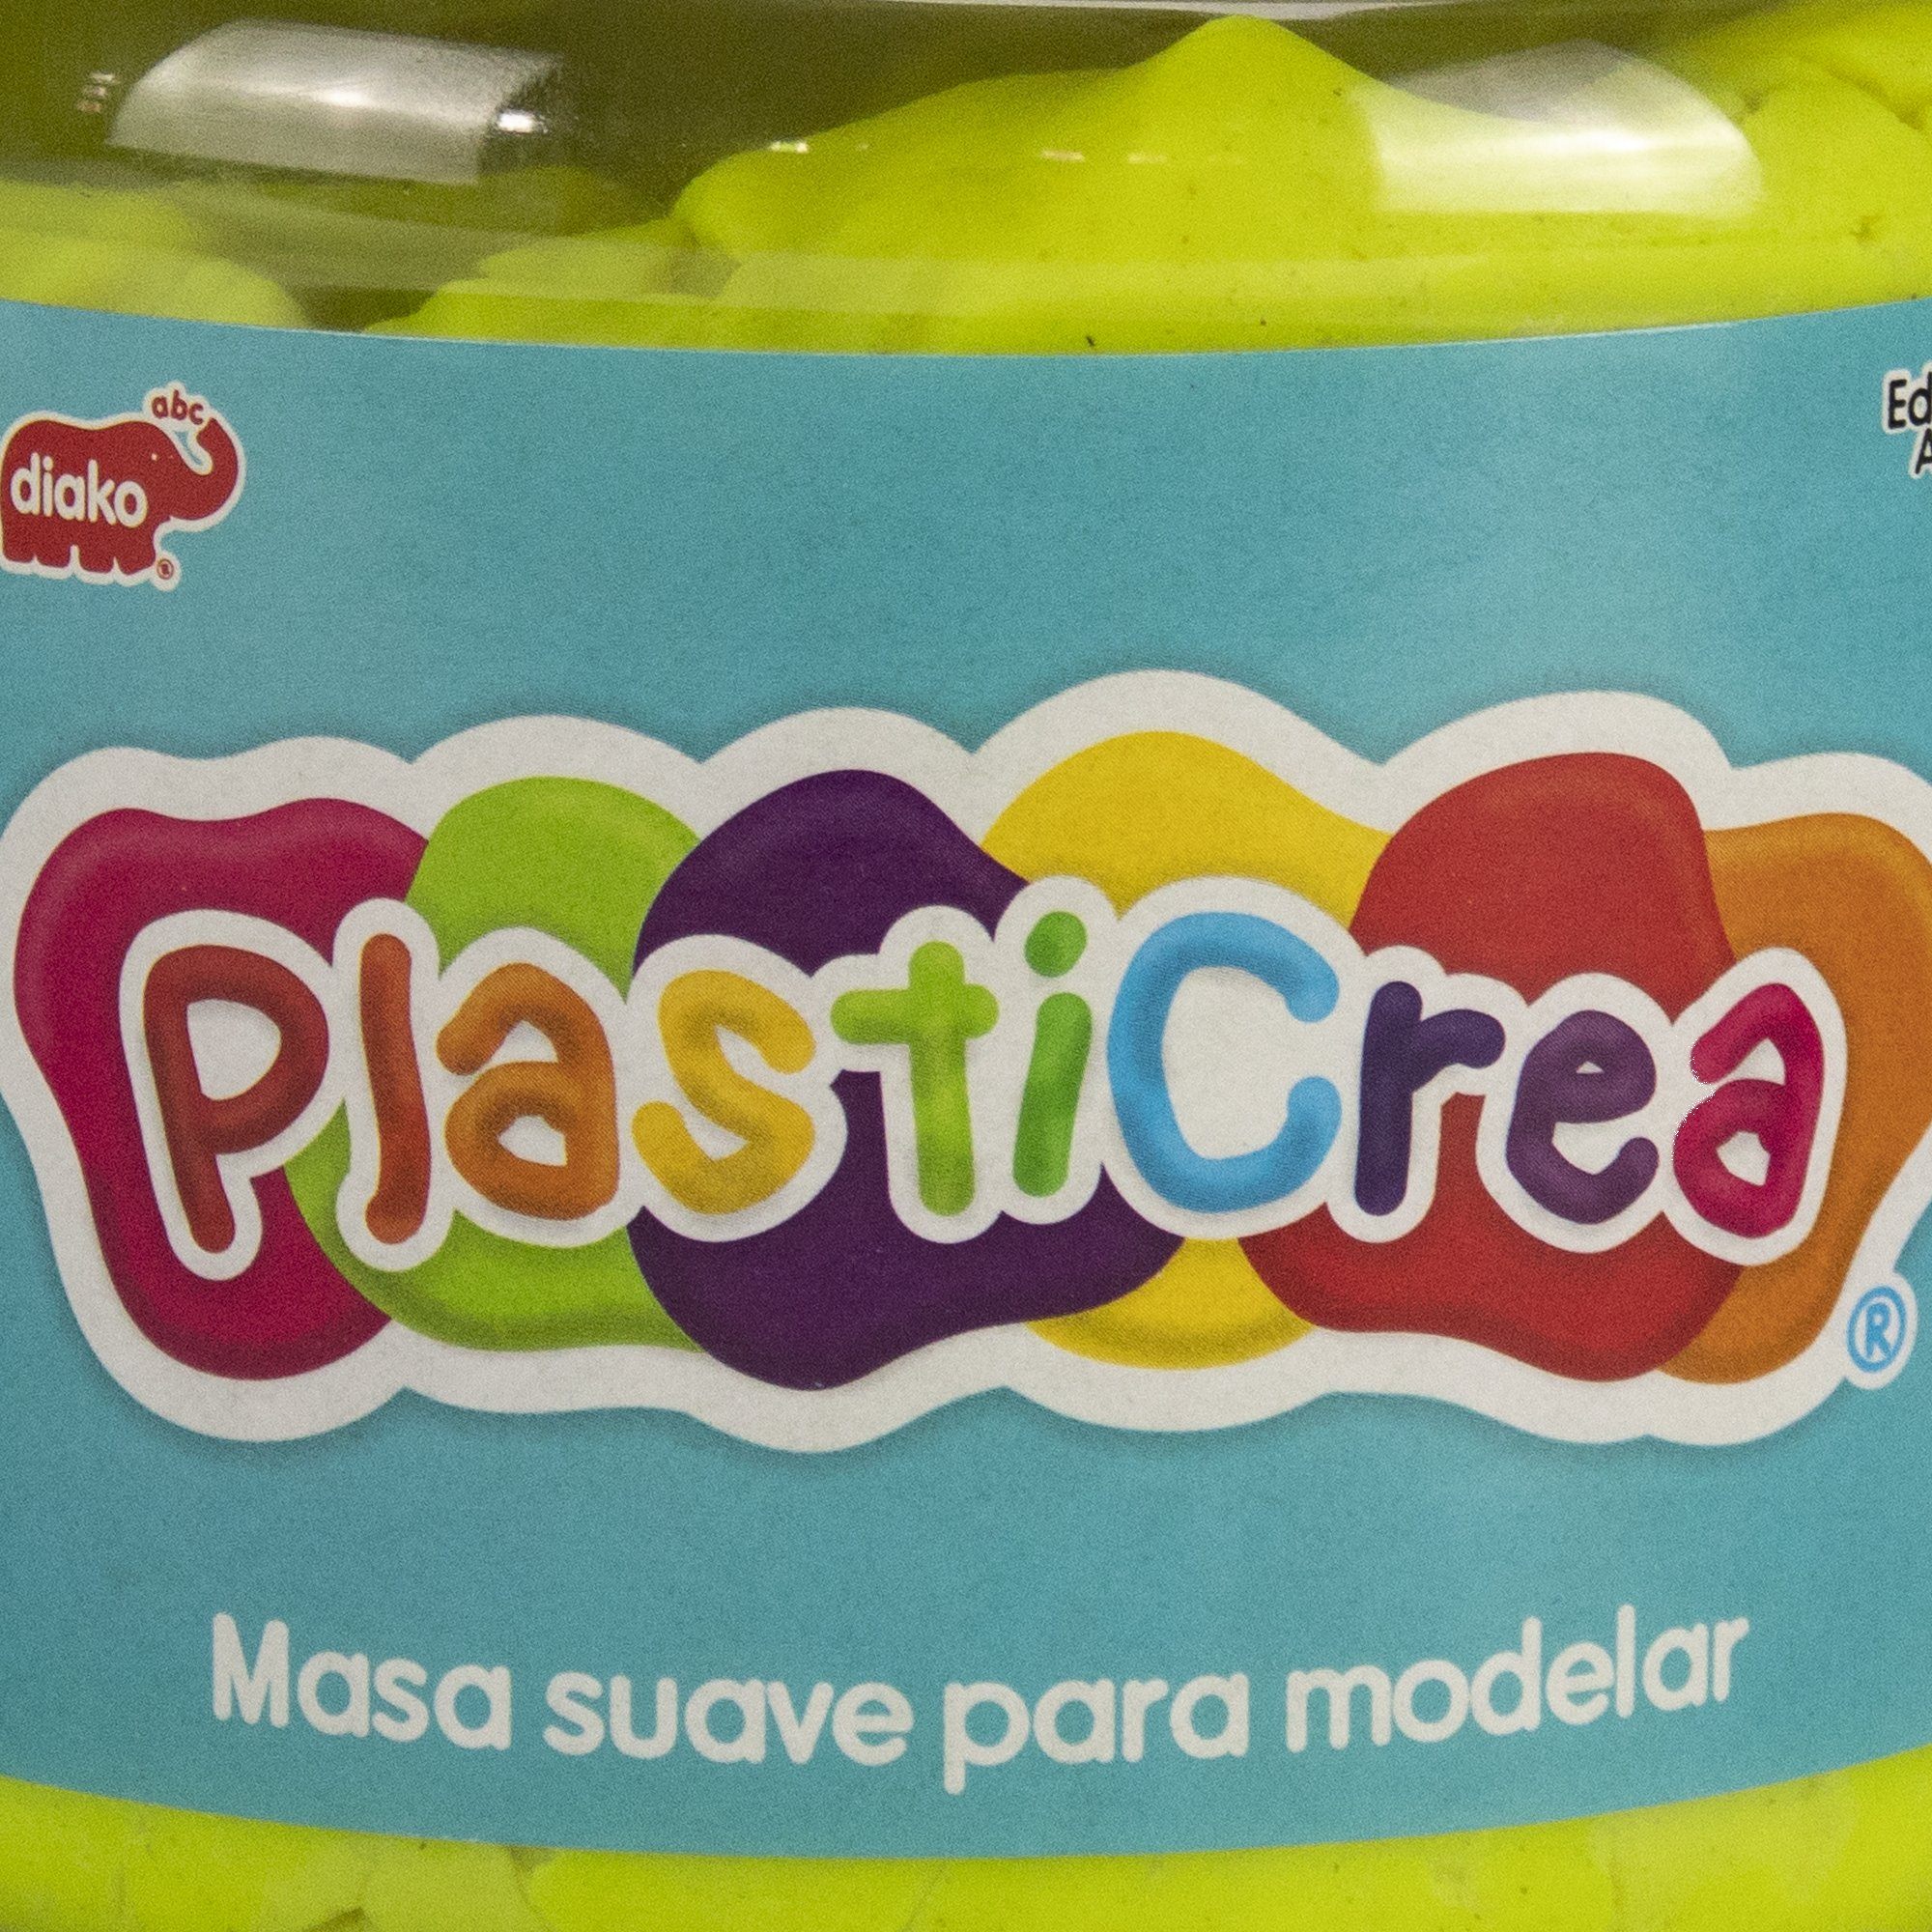 abc
diako
PlastiCrea®
Masa suave para modelar